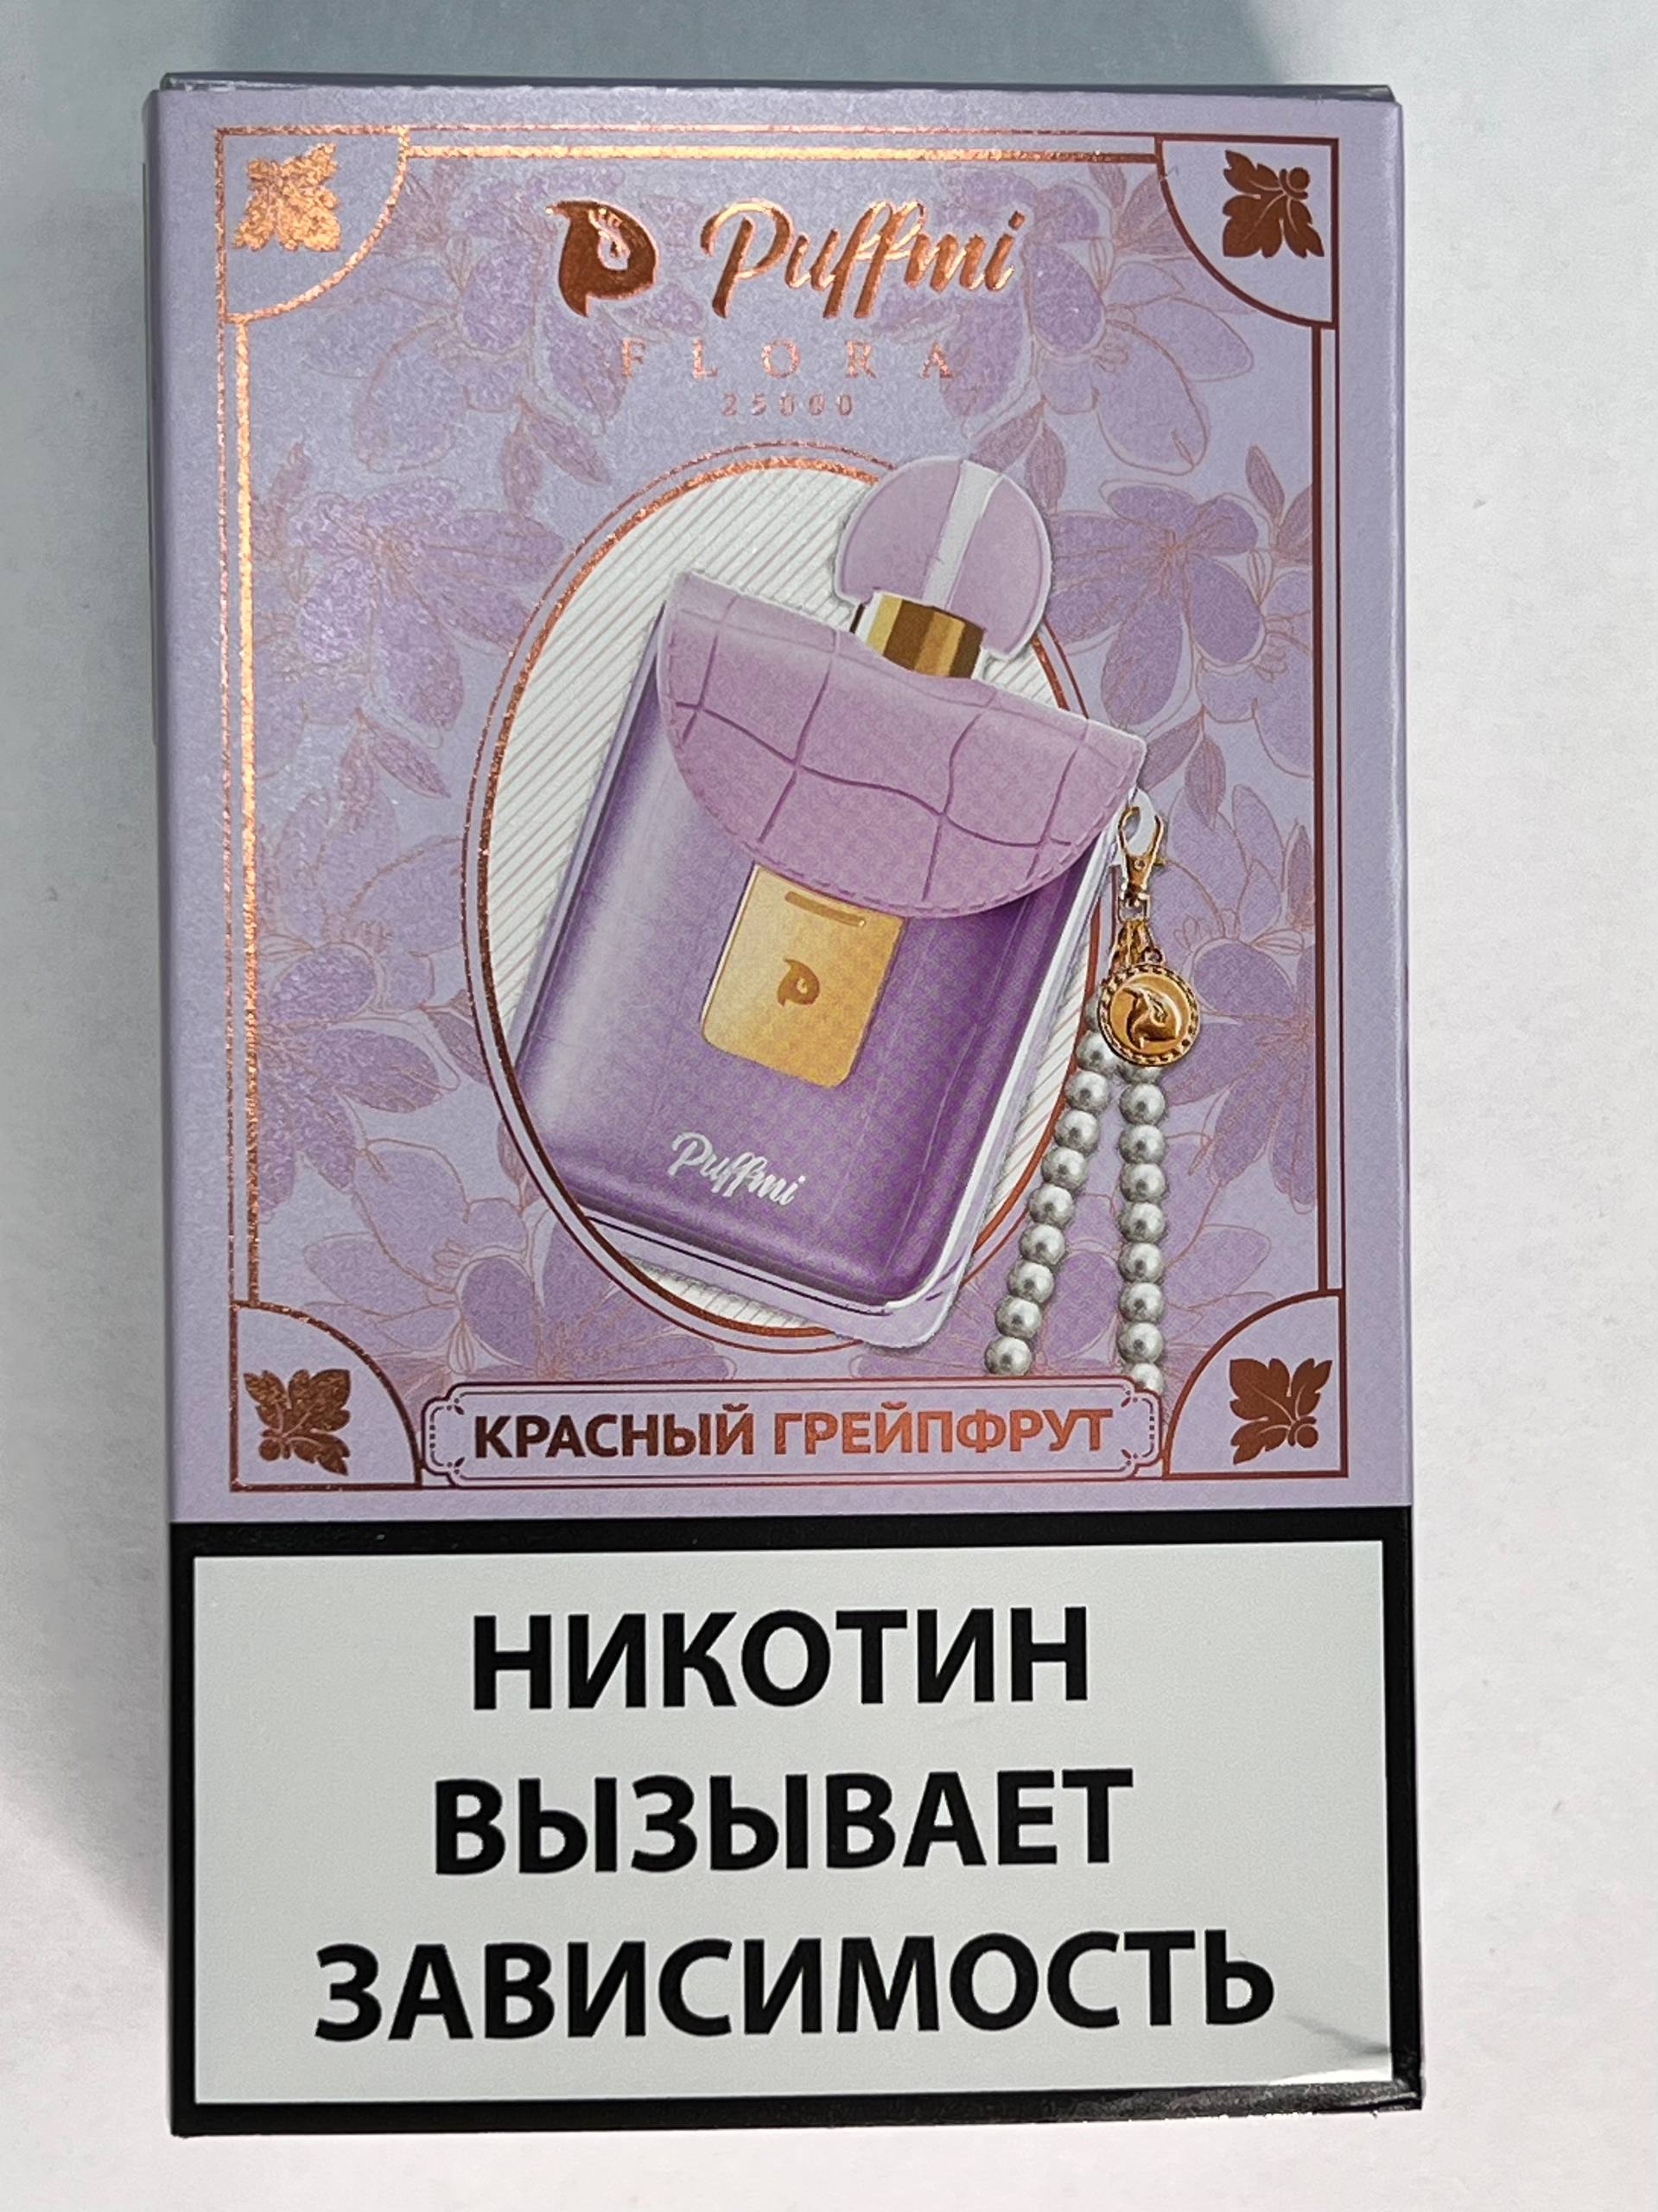 Puffmi
FLORA
25000
Puffmi
КРАСНЫЙ ГРЕЙПФРУТ
НИКОТИН
ВЫЗЫВАЕТ
ЗАВИСИМОСТЬ